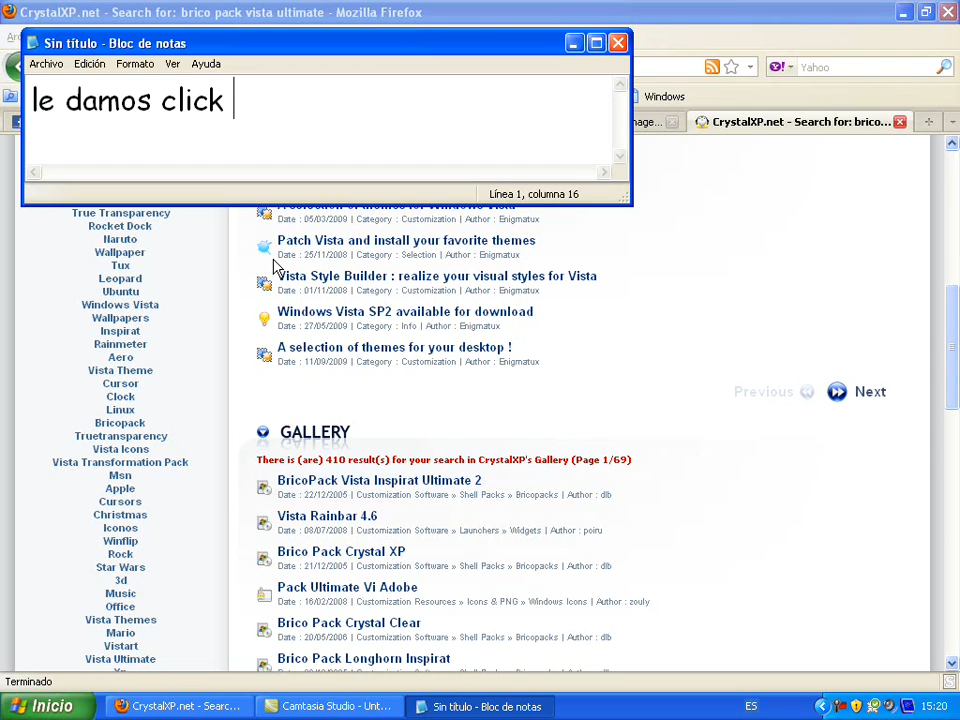 CrystalXP.net - Search for: brico pack vista ultimate - Mozilla Firefox
Sin título - Bloc de notas
Archivo Edición Formato Ver Ayuda
le damos click
Línea 1, columna 16
Yahoo
Windows
CrystalXP.net - Search for: brico...
True Transparency
Rocket Dock
Naruto
Wallpaper
Tux
Leopard
Ubuntu
Windows Vista
Wallpapers
Inspirat
Rainmeter
Aero
Vista Theme
Cursor
Clock
Linux
Bricopack
Truetransparency
Vista Icons
Vista Transformation Pack
Msn
Apple
Cursors
Christmas
Iconos
Winflip
Rock
Star Wars
3d
Music
Office
Vista Themes
Mario
Vistart
Vista Ultimate
Date : 05/03/2009 | Category : Customization | Author : Enigmatux
Patch Vista and install your favorite themes
Date : 25/11/2008 | Category : Selection | Author : Enigmatux
Vista Style Builder : realize your visual styles for Vista
Date : 01/11/2008 | Category : Customization | Author : Enigmatux
Windows Vista SP2 available for download
Date : 27/05/2009 | Category : Info | Author : Enigmatux
A selection of themes for your desktop !
Date : 11/09/2009 | Category : Customization | Author : Enigmatux
Previous Next
GALLERY
There is (are) 410 result(s) for your search in CrystalXP's Gallery (Page 1/69)
BricoPack Vista Inspirat Ultimate 2
Date : 22/12/2005 | Category : Customization Software » Shell Packs » Bricopacks | Author : dlb
Vista Rainbar 4.6
Date : 08/07/2008 | Category : Customization Software » Launchers » Widgets | Author : poiru
Brico Pack Crystal XP
Date : 21/12/2005 | Category : Customization Software » Shell Packs » Bricopacks | Author : dlb
Pack Ultimate Vi Adobe
Date : 16/02/2008 | Category : Customization Resources » Icons & PNG » Windows Icons | Author : zouly
Brico Pack Crystal Clear
Date : 20/05/2006 | Category : Customization Software » Shell Packs » Bricopacks | Author : dlb
Brico Pack Longhorn Inspirat
Terminado
Inicio
CrystalXP.net - Searc...
Camtasia Studio - Unt...
Sin título - Bloc de notas
ES
15:20